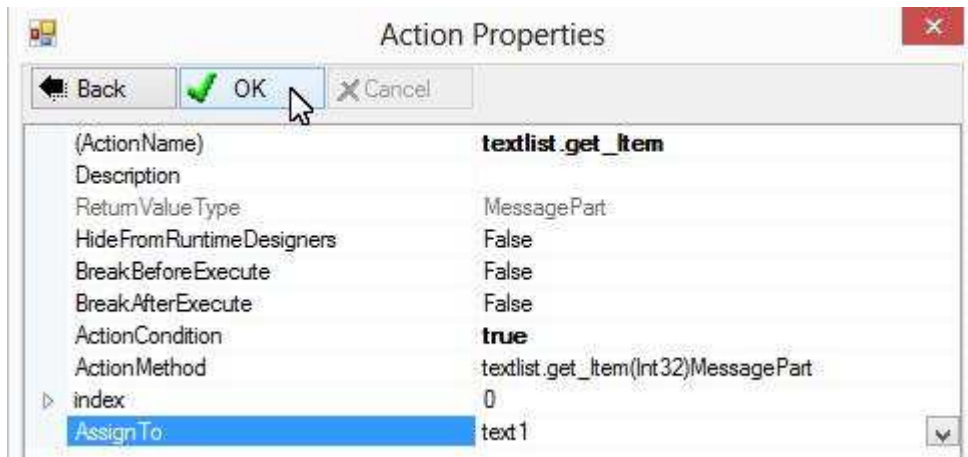 Action Properties
Back OK Cancel
(ActionName) textlist.get_Item
Description
ReturnValueType MessagePart
HideFromRuntimeDesigners False
BreakBeforeExecute False
BreakAfterExecute False
ActionCondition true
ActionMethod textlist.get_Item(Int32)MessagePart
index 0
AssignTo text1